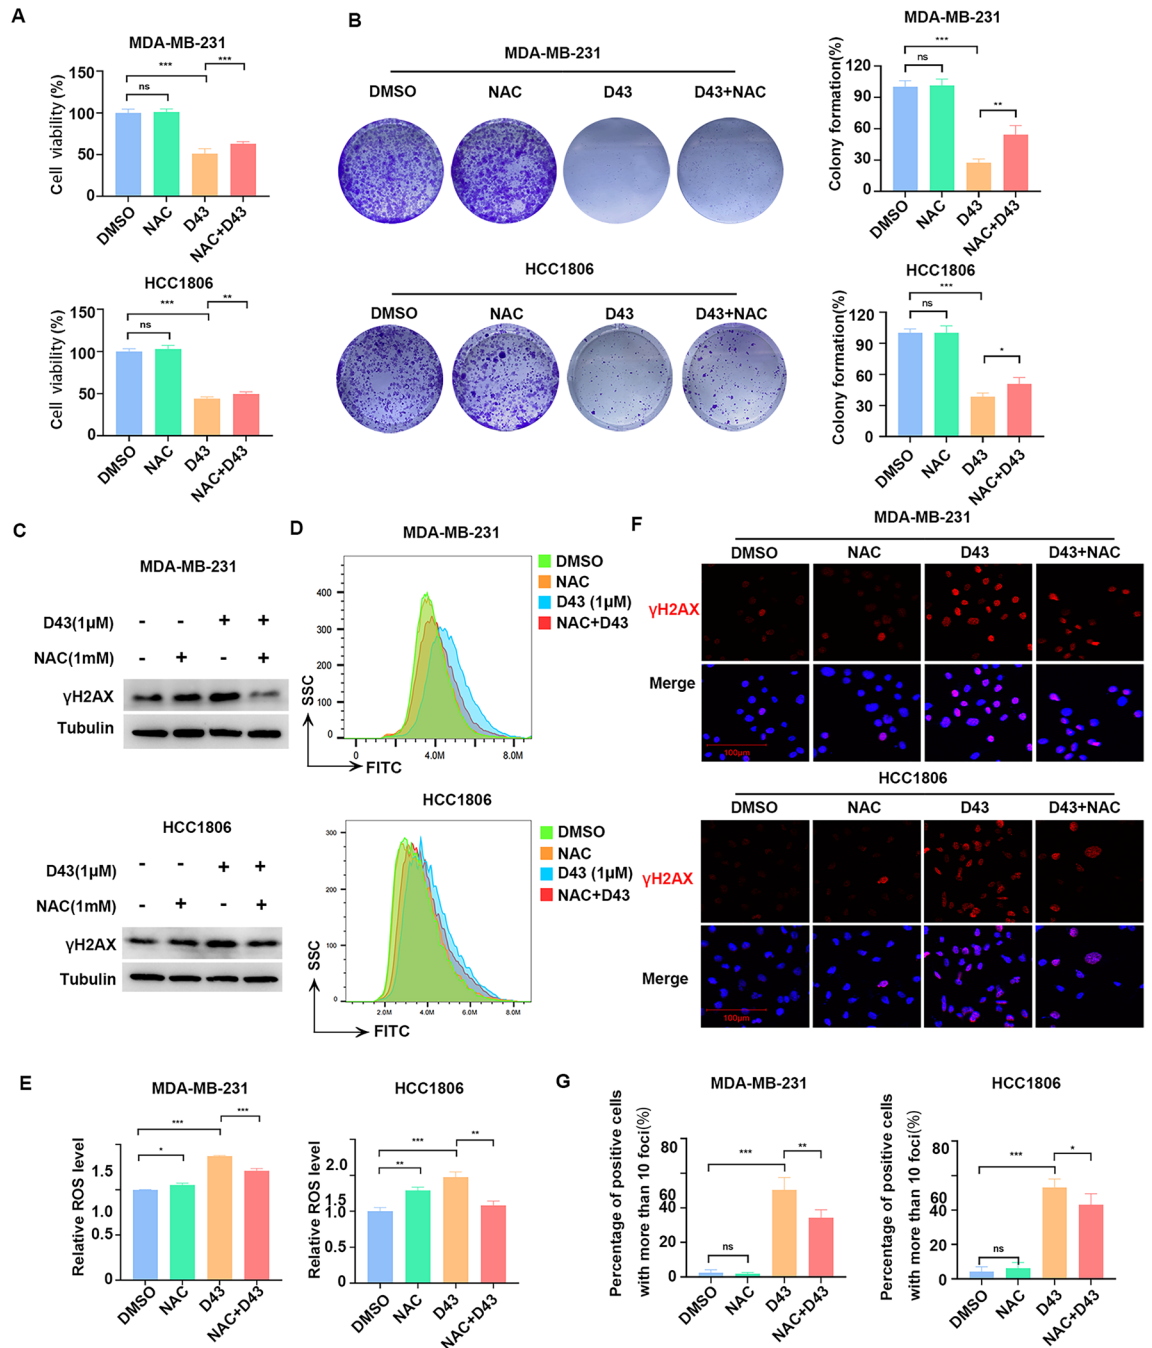 A
MDA-MB-231
Cell viability (%)
150
100
50
0
***
***
ns
DMSO
NAC
D43
NAC+D43
HCC1806
Cell viability (%)
150
100
50
0
***
**
ns
DMSO
NAC
D43
NAC+D43
B
MDA-MB-231
DMSO NAC D43 D43+NAC
HCC1806
DMSO NAC D43 D43+NAC
MDA-MB-231
Colony formation(%)
120
90
60
30
0
***
ns
**
DMSO
NAC
D43
NAC+D43
HCC1806
Colony formation(%)
120
90
60
30
0
***
ns
*
DMSO
NAC
D43
NAC+D43
C
MDA-MB-231
D43(1μM) - - + +
NAC(1mM) - + - +
γH2AX
Tubulin
HCC1806
D43(1μM) - - + +
NAC(1mM) - + - +
γH2AX
Tubulin
D
MDA-MB-231
SSC
400
300
200
100
0
0 4.0M 8.0M
FITC
DMSO
NAC
D43 (1μM)
NAC+D43
HCC1806
SSC
300
200
100
0
2.0M 4.0M 6.0M 8.0M
FITC
DMSO
NAC
D43 (1μM)
NAC+D43
F
MDA-MB-231
DMSO NAC D43 D43+NAC
γH2AX
Merge
100μm
HCC1806
DMSO NAC D43 D43+NAC
γH2AX
Merge
100μm
E
MDA-MB-231
Relative ROS level
1.5
1.0
0.5
0
***
***
*
DMSO
NAC
D43
NAC+D43
HCC1806
Relative ROS level
2.0
1.5
1.0
0.5
0
***
**
**
DMSO
NAC
D43
NAC+D43
G
MDA-MB-231
Percentage of positive cells
with more than 10 foci(%)
80
60
40
20
0
***
**
ns
DMSO
NAC
D43
NAC+D43
HCC1806
Percentage of positive cells
with more than 10 foci(%)
80
60
40
20
0
***
*
ns
DMSO
NAC
D43
NAC+D43